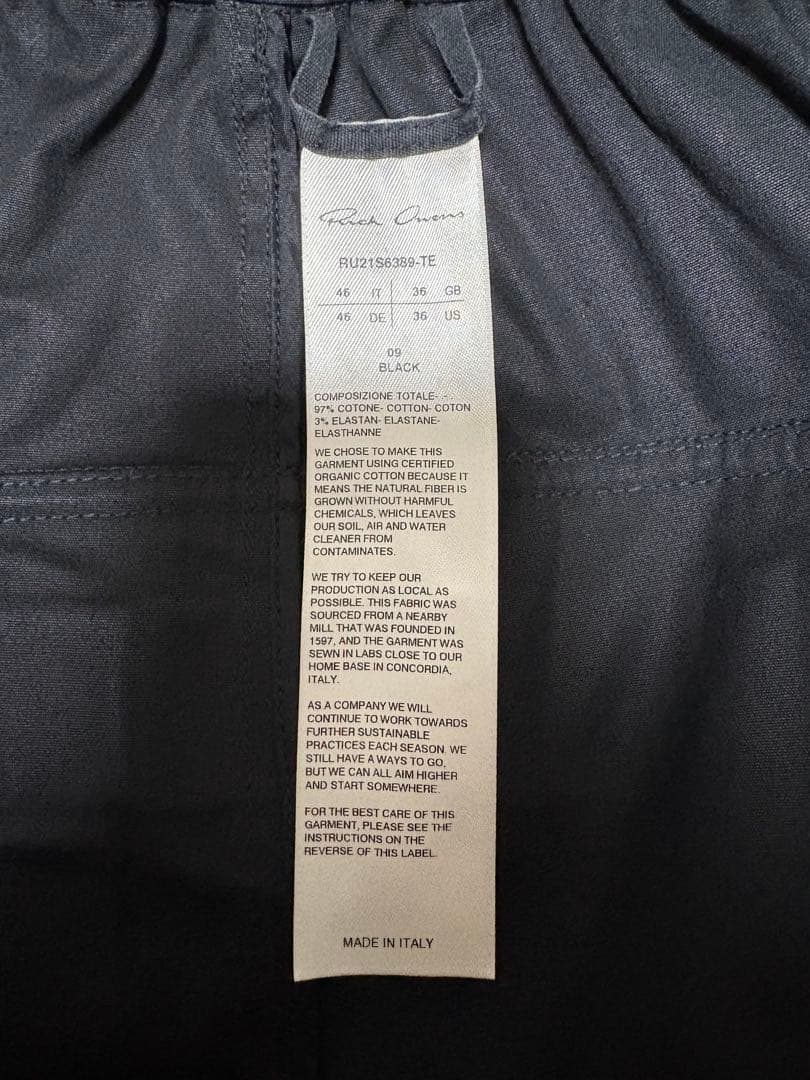 Rick Owens
RU21S6389-TE
46 IT 36 GB
46 DE 36 US
09
BLACK
COMPOSIZIONE TOTALE- -
97% COTONE- COTTON- COTON
3% ELASTAN- ELASTANE-
ELASTHANNE
WE CHOSE TO MAKE THIS
GARMENT USING CERTIFIED
ORGANIC COTTON BECAUSE IT
MEANS THE NATURAL FIBER IS
GROWN WITHOUT HARMFUL
CHEMICALS, WHICH LEAVES
OUR SOIL, AIR AND WATER
CLEANER FROM
CONTAMINATES.
WE TRY TO KEEP OUR
PRODUCTION AS LOCAL AS
POSSIBLE. THIS FABRIC WAS
SOURCED FROM A NEARBY
MILL THAT WAS FOUNDED IN
1597, AND THE GARMENT WAS
SEWN IN LABS CLOSE TO OUR
HOME BASE IN CONCORDIA,
ITALY.
AS A COMPANY WE WILL
CONTINUE TO WORK TOWARDS
FURTHER SUSTAINABLE
PRACTICES EACH SEASON. WE
STILL HAVE A WAYS TO GO,
BUT WE CAN ALL AIM HIGHER
AND START SOMEWHERE.
FOR THE BEST CARE OF THIS
GARMENT, PLEASE SEE THE
INSTRUCTIONS ON THE
REVERSE OF THIS LABEL.
MADE IN ITALY